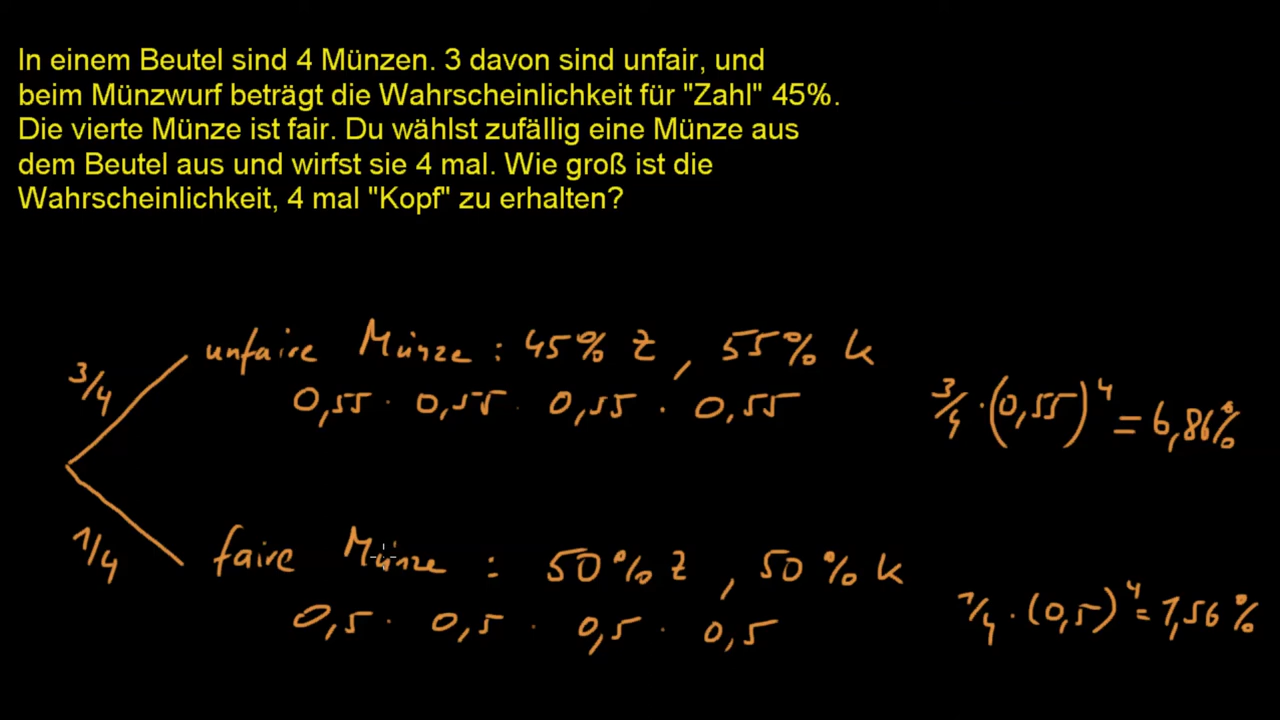 In einem Beutel sind 4 Münzen. 3 davon sind unfair, und
beim Münzwurf beträgt die Wahrscheinlichkeit für "Zahl" 45%.
Die vierte Münze ist fair. Du wählst zufällig eine Münze aus
dem Beutel aus und wirfst sie 4 mal. Wie groß ist die
Wahrscheinlichkeit, 4 mal "Kopf" zu erhalten?
3/4 unfaire Münze : 45% Z , 55% K
0,55 · 0,55 · 0,55 · 0,55
3/4 · (0,55)⁴ = 6,86%
1/4 faire Münze : 50% Z , 50% K
0,5 · 0,5 · 0,5 · 0,5
1/4 · (0,5)⁴ = 1,56%